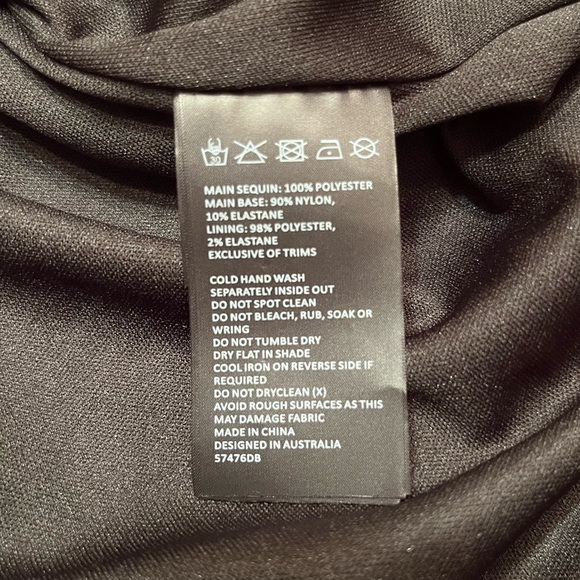 30
MAIN SEQUIN: 100% POLYESTER
MAIN BASE: 90% NYLON,
10% ELASTANE
LINING: 98% POLYESTER,
2% ELASTANE
EXCLUSIVE OF TRIMS
COLD HAND WASH
SEPARATELY INSIDE OUT
DO NOT SPOT CLEAN
DO NOT BLEACH, RUB, SOAK OR
WRING
DO NOT TUMBLE DRY
DRY FLAT IN SHADE
COOL IRON ON REVERSE SIDE IF
REQUIRED
DO NOT DRYCLEAN (X)
AVOID ROUGH SURFACES AS THIS
MAY DAMAGE FABRIC
MADE IN CHINA
DESIGNED IN AUSTRALIA
57476DB